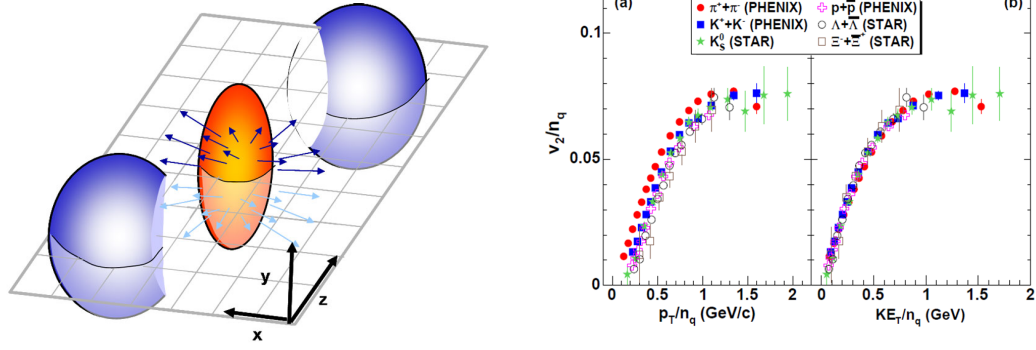 y
z
x
(a)
π⁺+π⁻ (PHENIX)
K⁺+K⁻ (PHENIX)
K⁰S (STAR)
p+p̅ (PHENIX)
Λ+Λ̅ (STAR)
Ξ⁻+Ξ̅⁺ (STAR)
(b)
v₂/nq
0.1
0.05
0
0 0.5 1 1.5 2
0 0.5 1 1.5 2
pT/nq (GeV/c)
KET/nq (GeV)